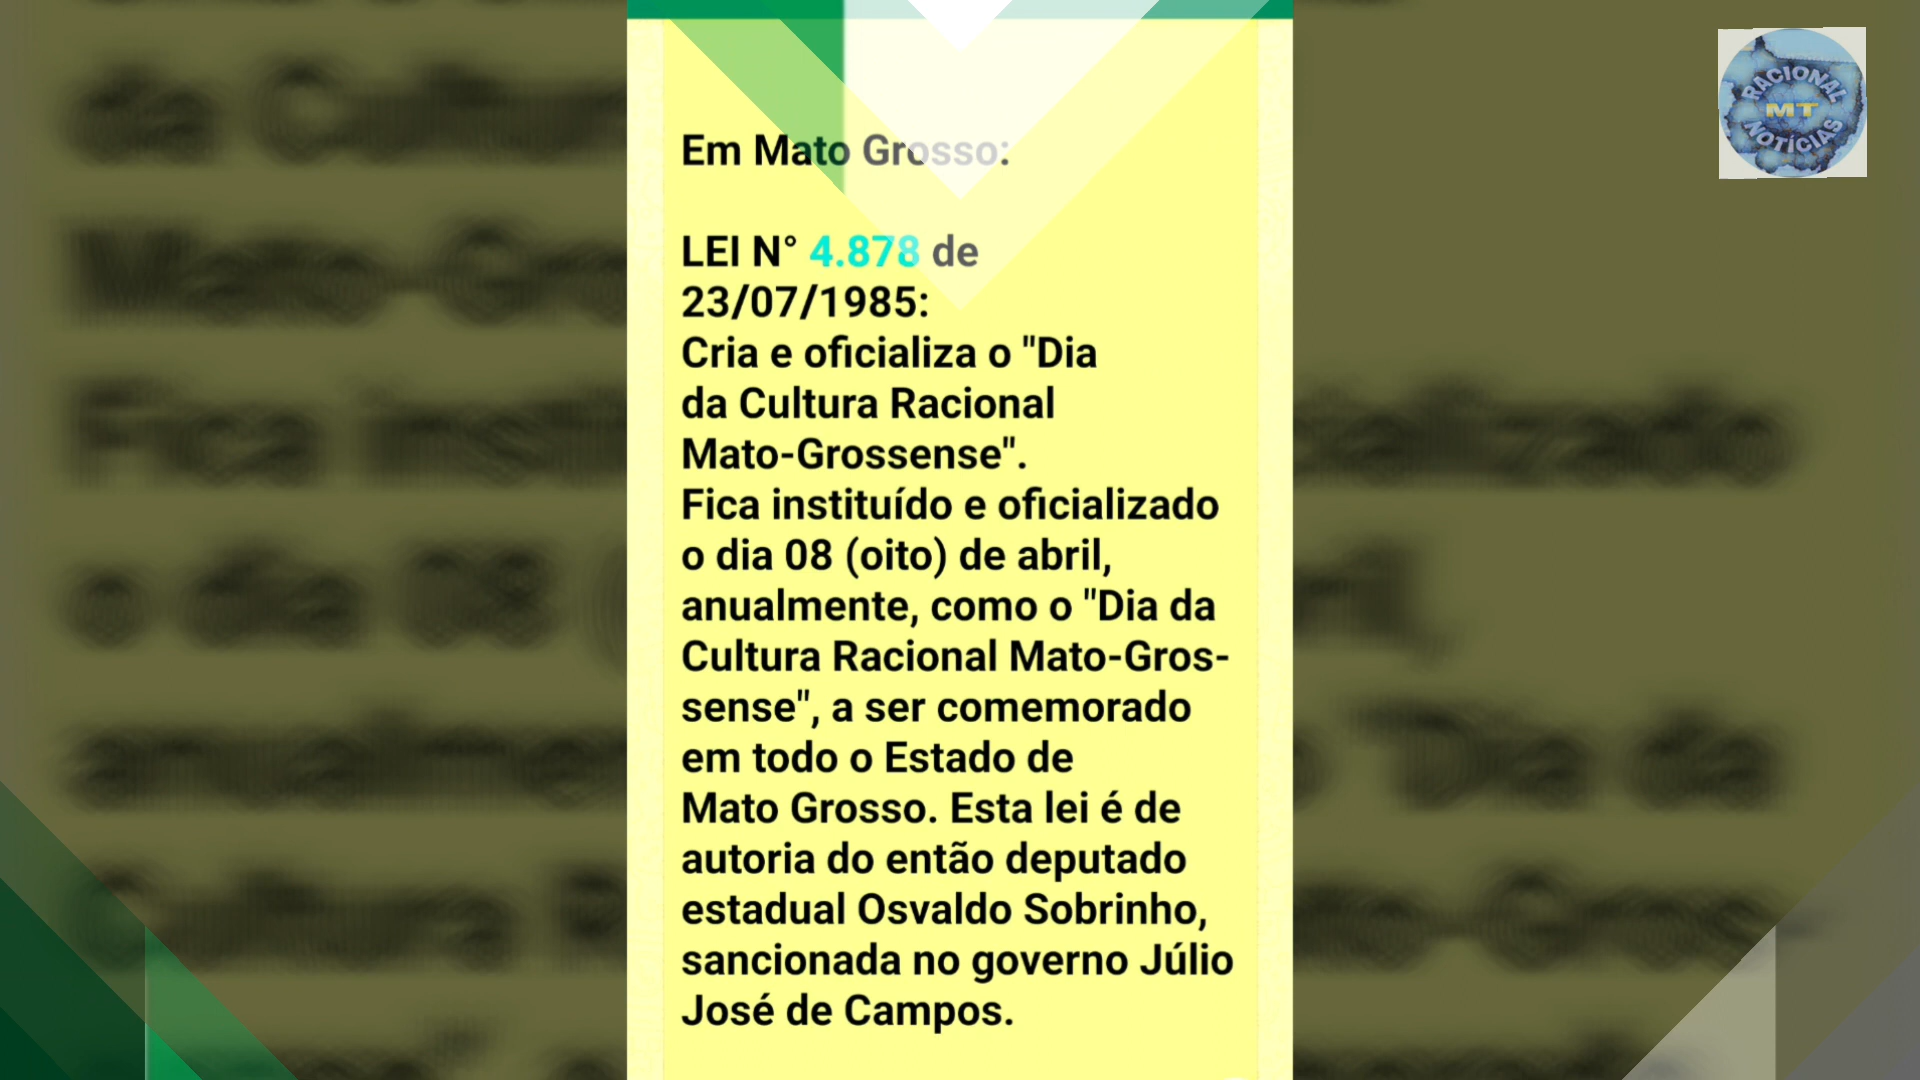 Em Mato Grosso:
LEI N° 4.878 de
23/07/1985:
Cria e oficializa o "Dia
da Cultura Racional
Mato-Grossense".
Fica instituído e oficializado
o dia 08 (oito) de abril,
anualmente, como o "Dia da
Cultura Racional Mato-Gros-
sense", a ser comemorado
em todo o Estado de
Mato Grosso. Esta lei é de
autoria do então deputado
estadual Osvaldo Sobrinho,
sancionada no governo Júlio
José de Campos.
RACIONAL
MT
NOTÍCIAS